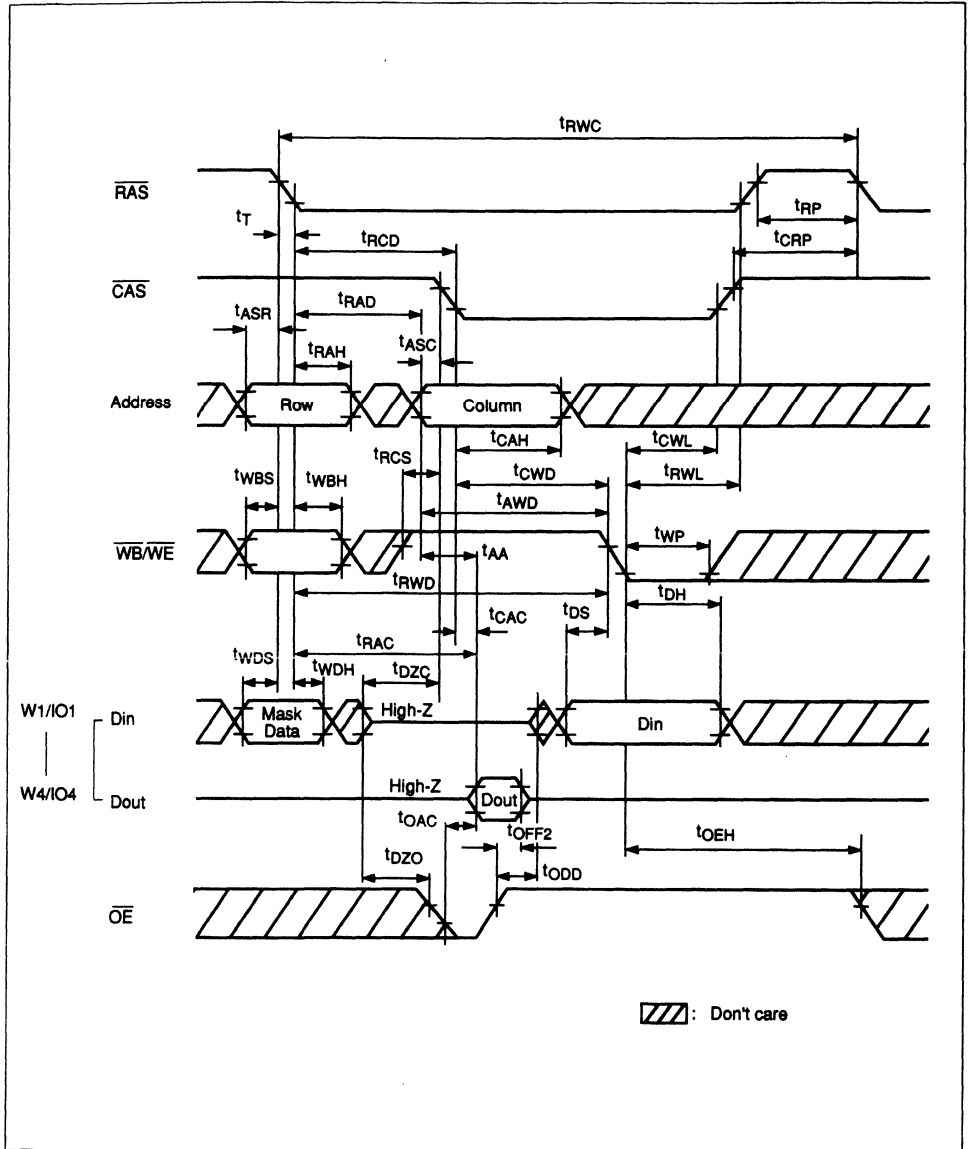 tRWC
RAS
tRP
tT
tRCD
tCRP
CAS
tASR
tRAD
tRAH
tASC
Address
Row
Column
tCAH
tCWL
tRCS
tCWD
tRWL
tWBS
tWBH
tAWD
WB/WE
tAA
tWP
tRWD
tDH
tCAC
tDS
tRAC
tWDS
tWDH
tDZC
W1/IO1
Din
Mask
Data
High-Z
Din
W4/IO4
Dout
High-Z
Dout
tOAC
tOFF2
tOEH
tDZO
tODD
OE
: Don't care